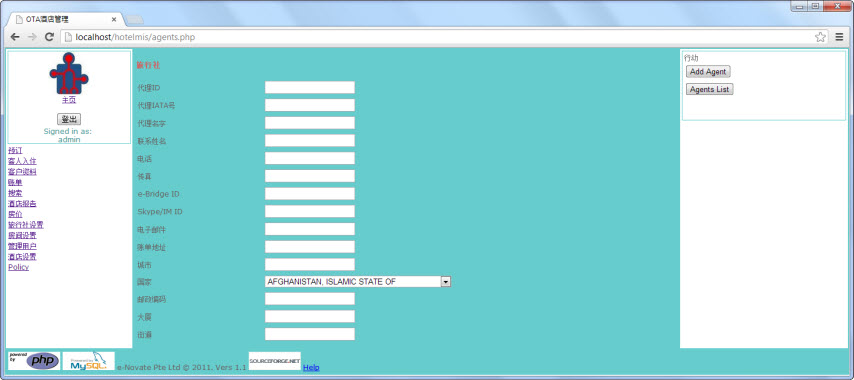 OTA酒店管理
localhost/hotelmis/agents.php
主页
登出
Signed in as:
admin
预订
客人入住
客户资料
账单
搜索
酒店报告
房价
旅行社设置
房间设置
管理用户
酒店设置
Policy
旅行社
代理ID
代理IATA号
代理名字
联系姓名
电话
传真
e-Bridge ID
Skype/IM ID
电子邮件
账单地址
城市
国家
AFGHANISTAN, ISLAMIC STATE OF
邮政编码
大厦
街道
行动
Add Agent
Agents List
powered by php
Powered by MySQL
e-Novate Pte Ltd © 2011. Vers 1.1
SOURCEFORGE.NET
Help